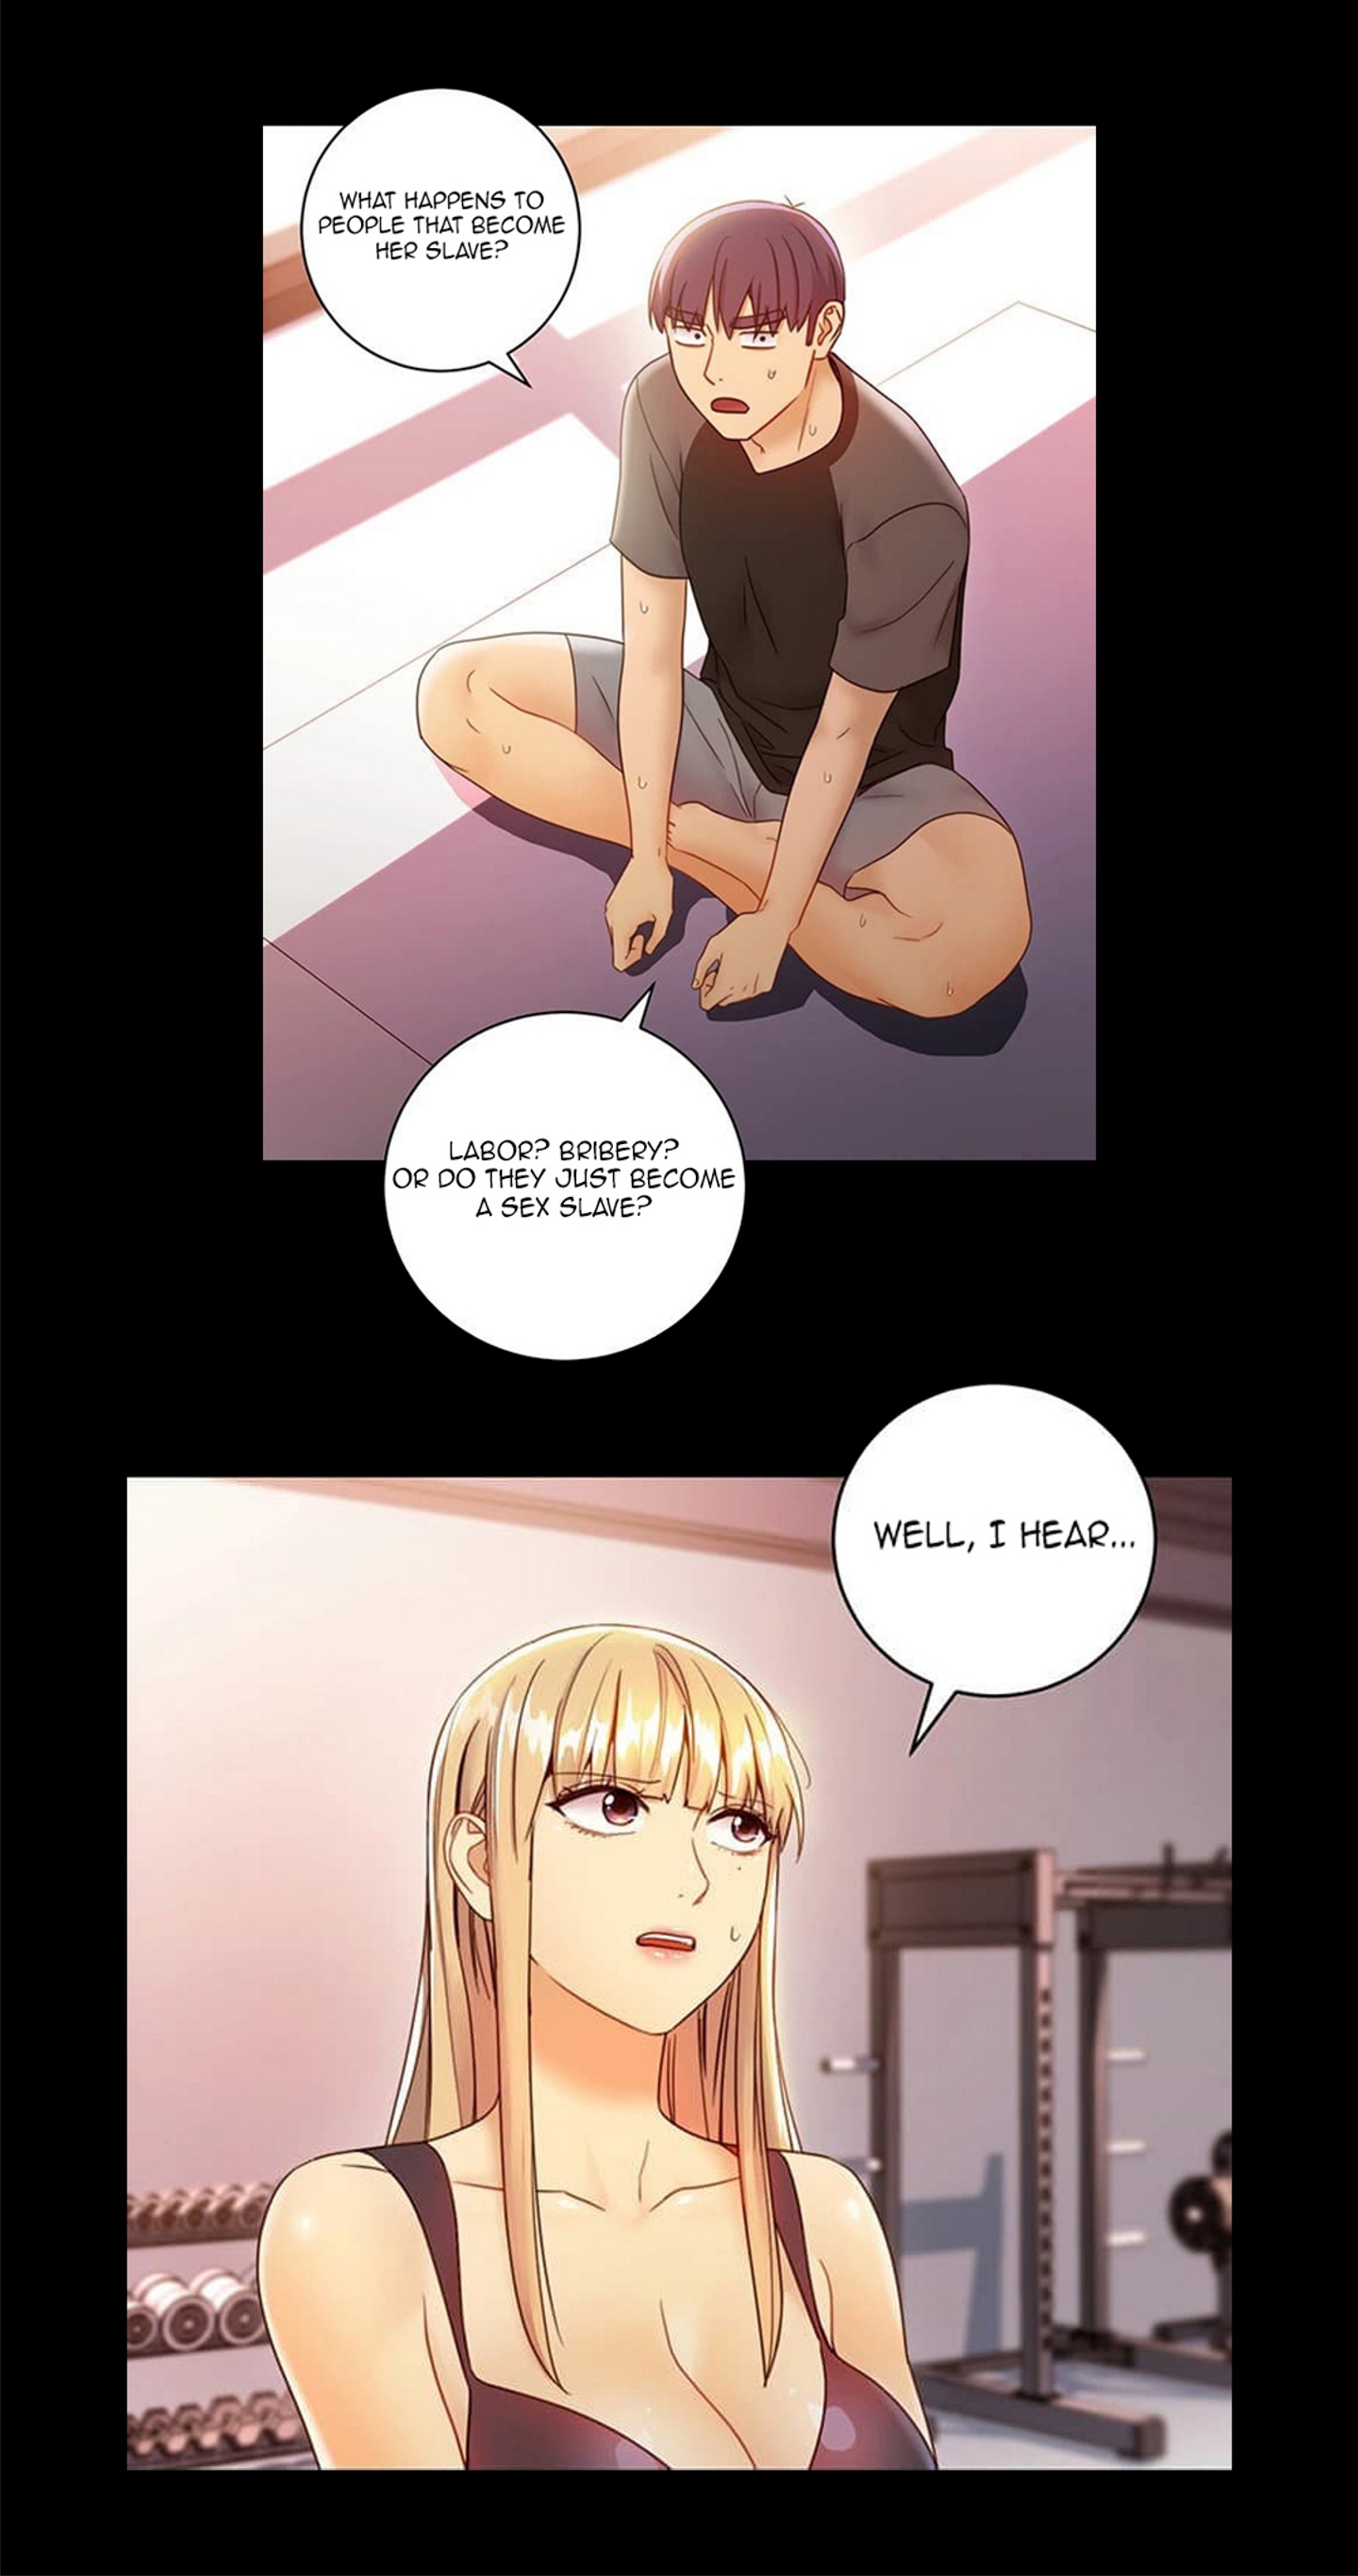 WHAT HAPPENS TO
PEOPLE THAT BECOME
HER SLAVE?
LABOR? BRIBERY?
OR DO THEY JUST BECOME
A SEX SLAVE?
WELL, I HEAR...